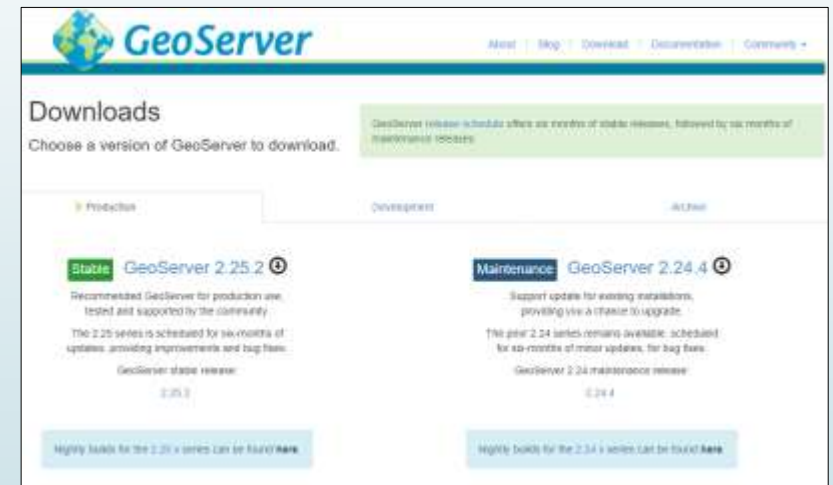 GeoServer
About | Blog | Download | Documentation | Community
Downloads
Choose a version of GeoServer to download.
GeoServer release schedule offers six months of stable releases, followed by six months of
maintenance releases.
Production
Development
Archive
Stable GeoServer 2.25.2
Recommended GeoServer for production use,
tested and supported by the community.
The 2.25 series is scheduled for six-months of
updates, providing improvements and bug fixes.
GeoServer stable release:
2.25.2
Nightly builds for the 2.25.x series can be found here
Maintenance GeoServer 2.24.4
Support update for existing installations,
providing you a chance to upgrade.
The prior 2.24 series remains available, scheduled
for six-months of minor updates, for bug fixes.
GeoServer 2.24 maintenance release:
2.24.4
Nightly builds for the 2.24.x series can be found here